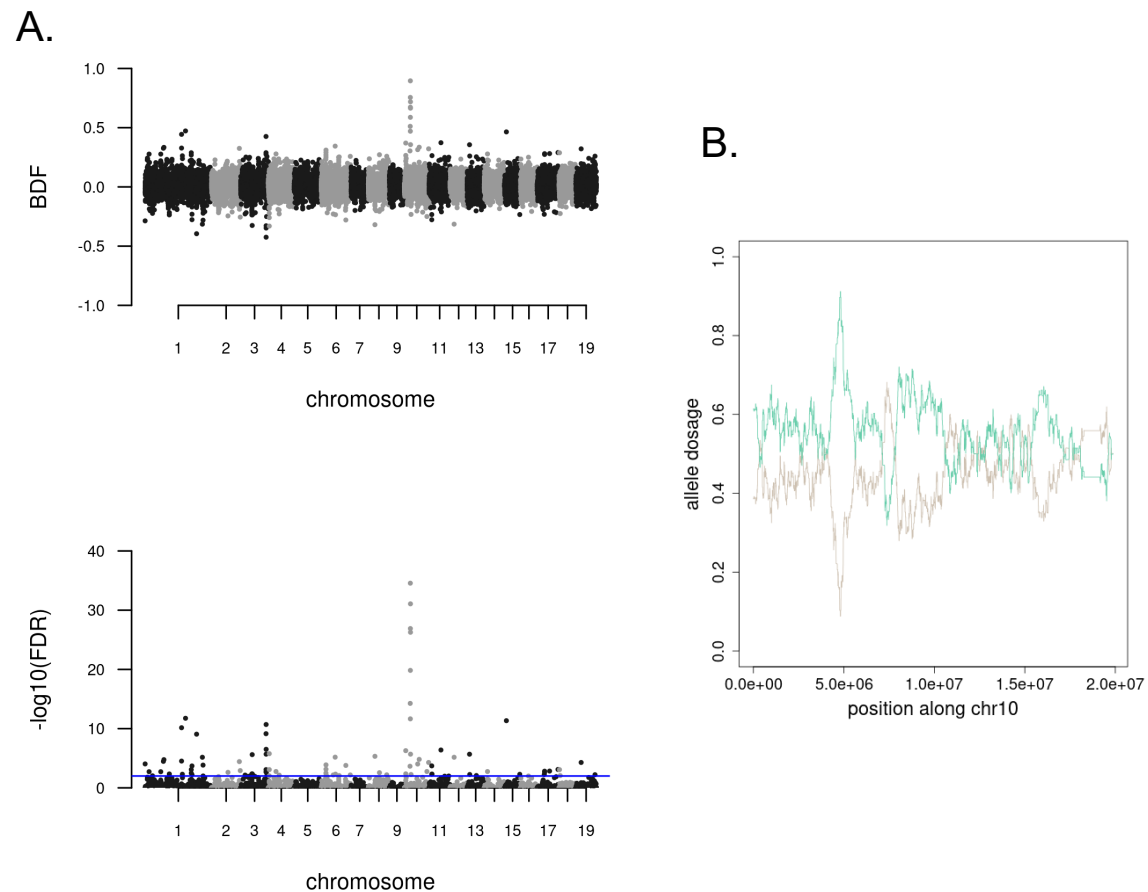 A.
1.0
0.5
0.0
-0.5
-1.0
BDF
1 2 3 4 5 6 7 9 11 13 15 17 19
chromosome
40
30
20
10
0
-log10(FDR)
1 2 3 4 5 6 7 9 11 13 15 17 19
chromosome
B.
1.0
0.8
0.6
0.4
0.2
0.0
allele dosage
0.0e+00 5.0e+06 1.0e+07 1.5e+07 2.0e+07
position along chr10